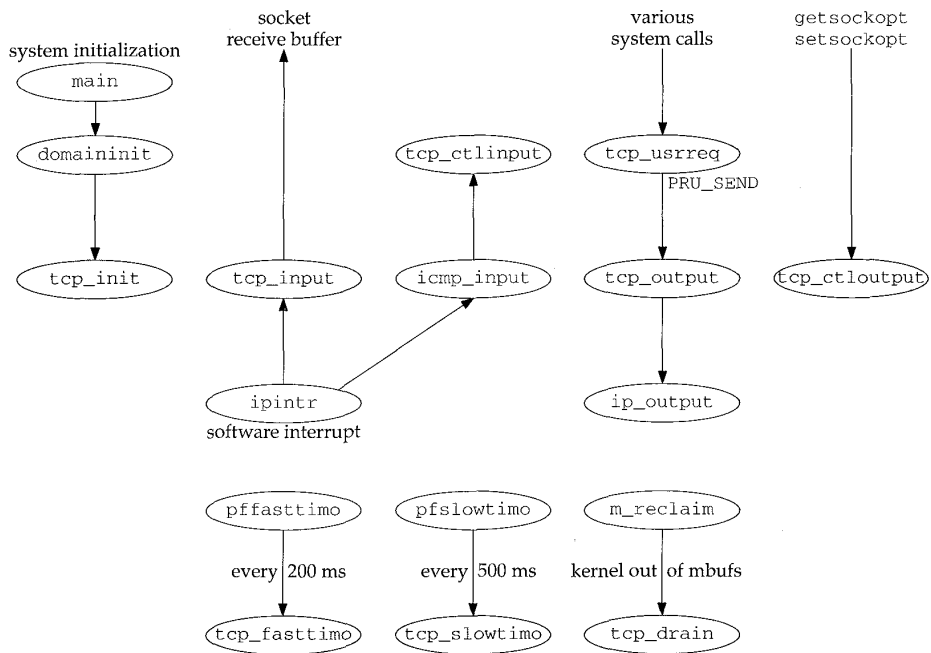 socket
receive buffer
various
system calls
getsockopt
setsockopt
system initialization
main
domaininit
tcp_ctlinput
tcp_usrreq
PRU_SEND
tcp_init
tcp_input
icmp_input
tcp_output
tcp_ctloutput
ipintr
software interrupt
ip_output
pffasttimo
pfslowtimo
m_reclaim
every 200 ms
every 500 ms
kernel out of mbufs
tcp_fasttimo
tcp_slowtimo
tcp_drain